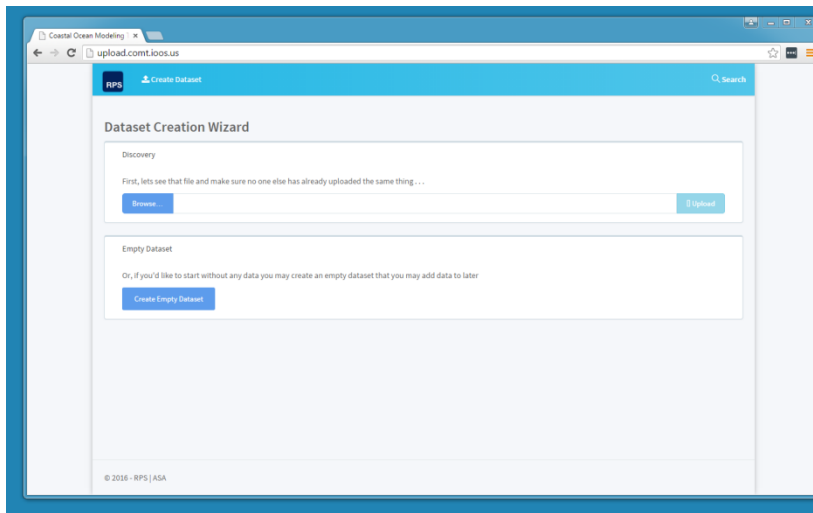 Coastal Ocean Modeling T
upload.comt.ioos.us
RPS
Create Dataset
Search
Dataset Creation Wizard
Discovery
First, lets see that file and make sure no one else has already uploaded the same thing . . .
Browse...
Upload
Empty Dataset
Or, if you'd like to start without any data you may create an empty dataset that you may add data to later
Create Empty Dataset
© 2016 - RPS | ASA